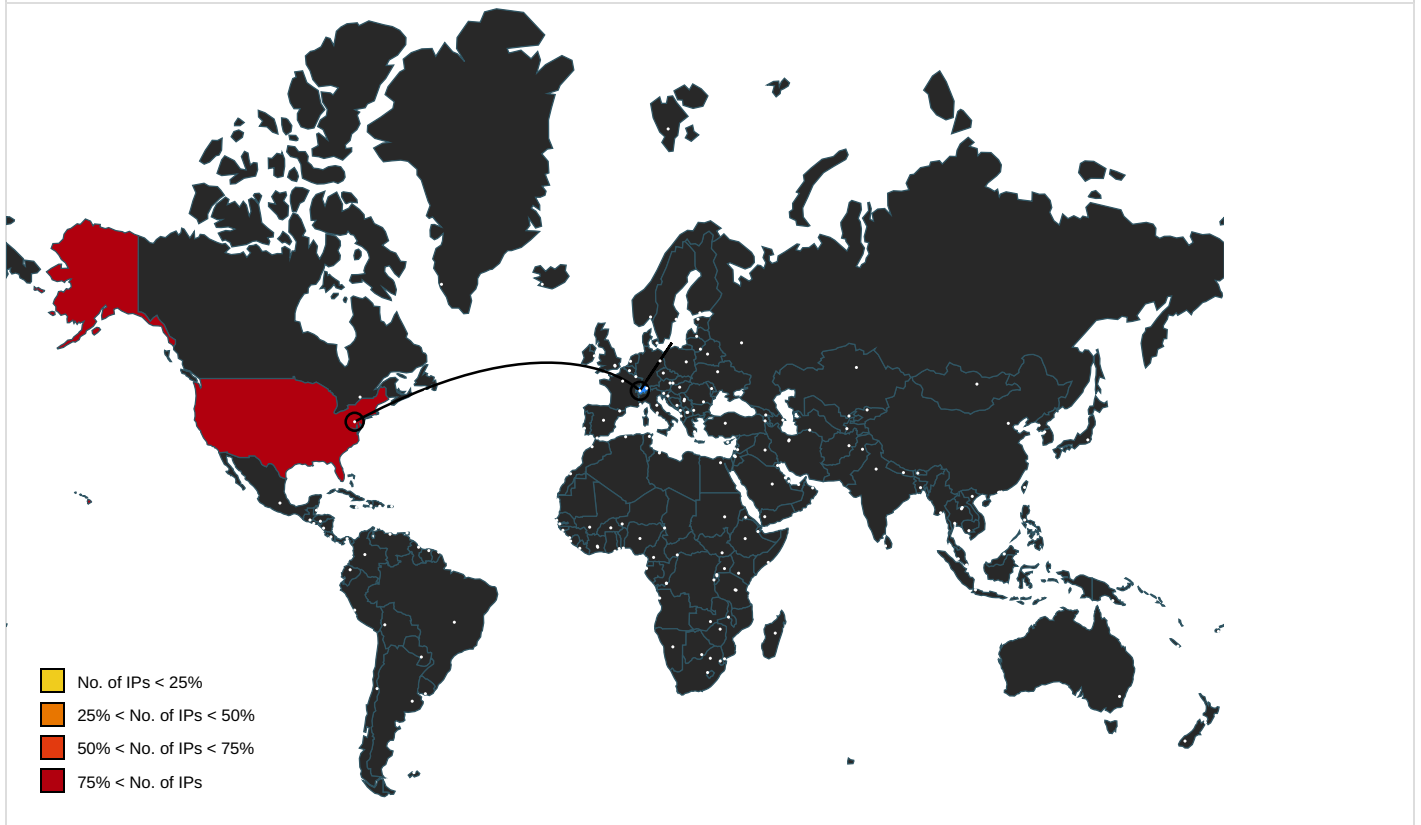 No. of IPs < 25%
25% < No. of IPs < 50%
50% < No. of IPs < 75%
75% < No. of IPs